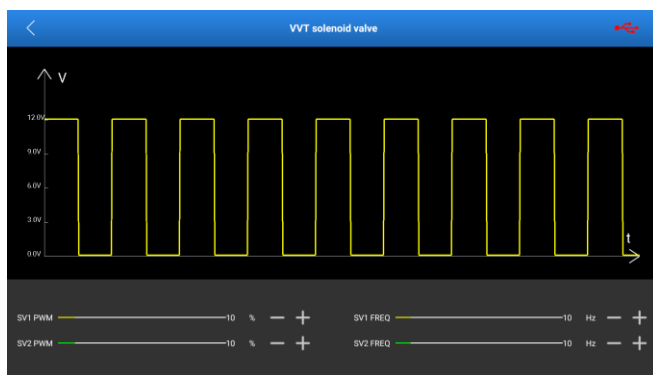 VVT solenoid valve
V
12.0V
9.0V
6.0V
3.0V
0.0V
t
SV1 PWM 10 % SV1 FREQ 10 Hz
SV2 PWM 10 % SV2 FREQ 10 Hz